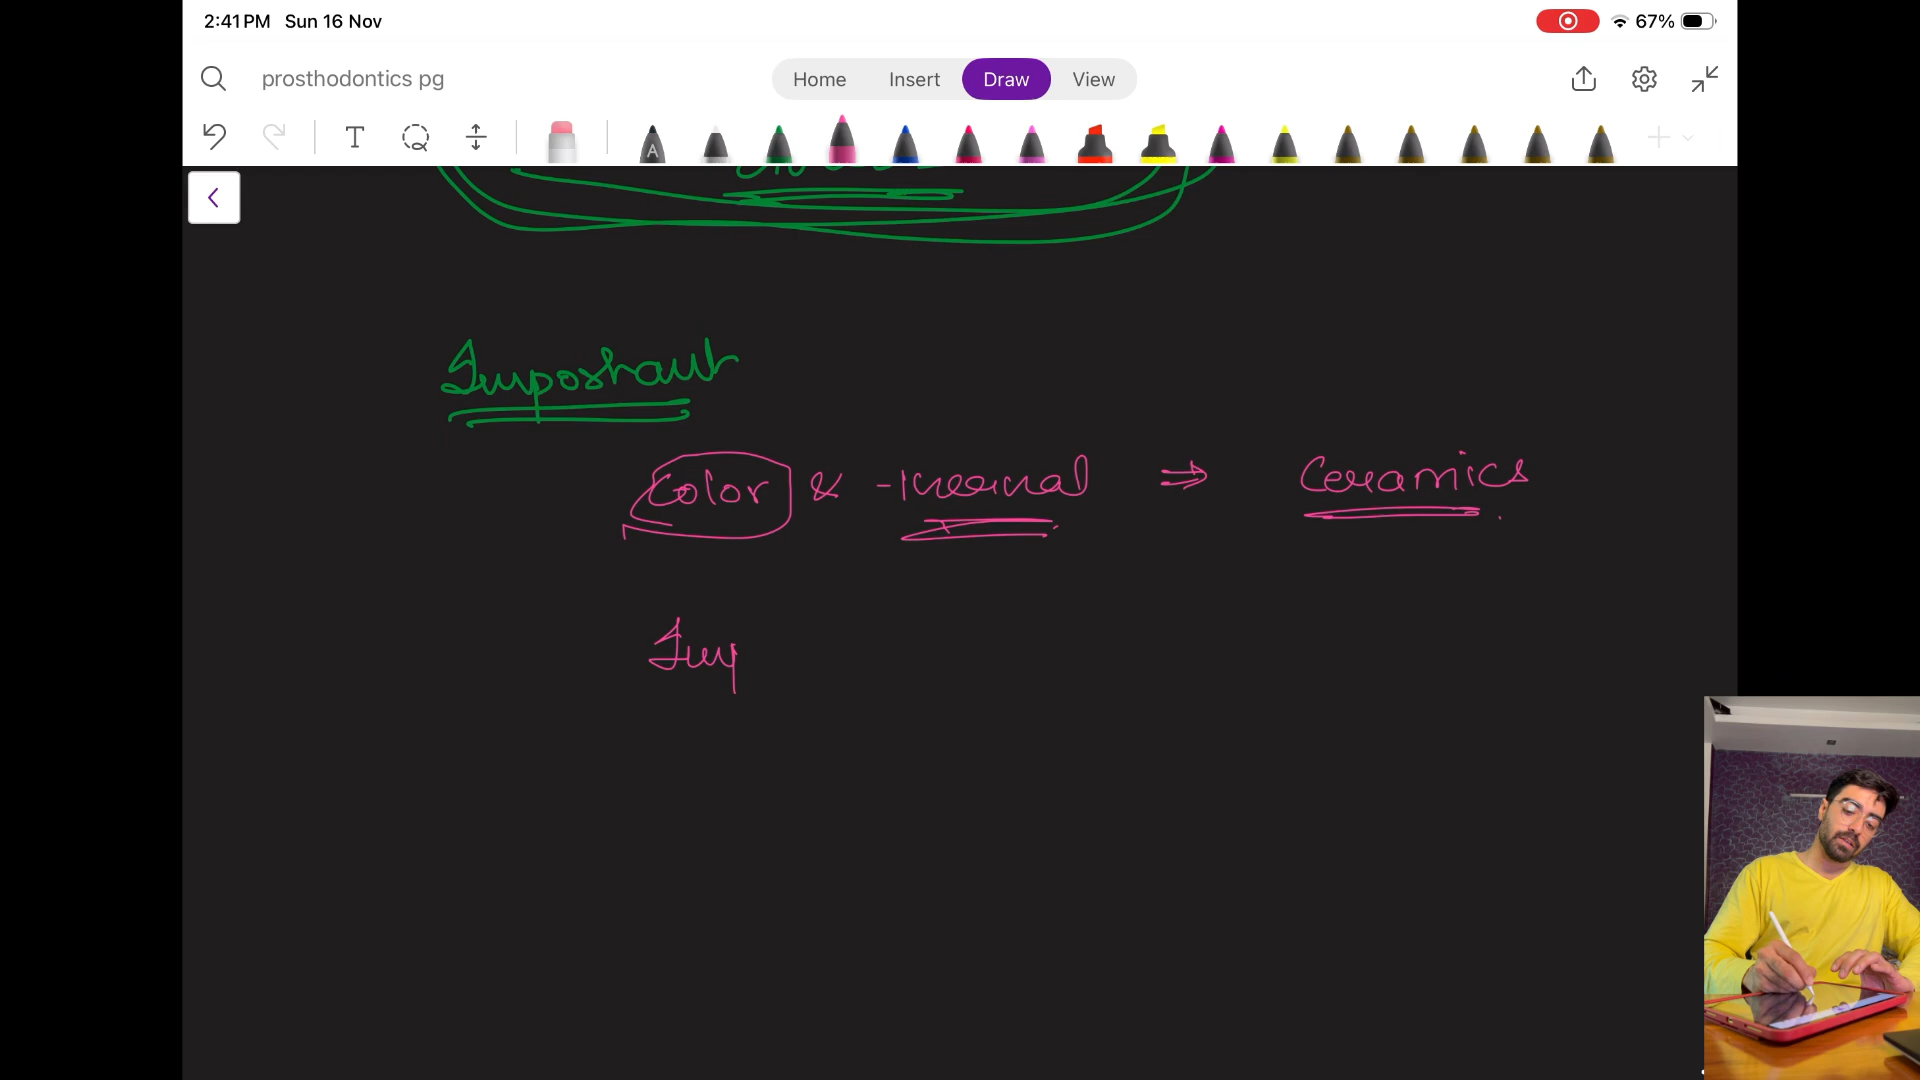 2:41 PM Sun 16 Nov 67%
prosthodontics pg Home Insert Draw View
T A
Important
Color & Thermal ⇒ Ceramics
Imp